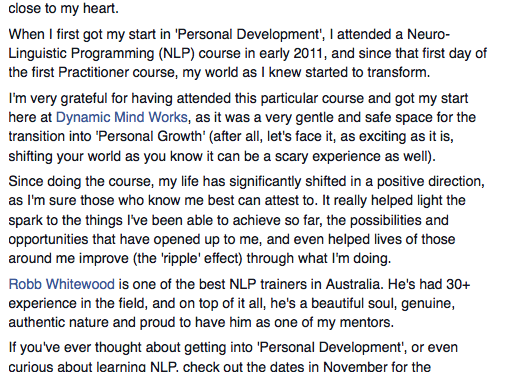 close to my heart.
When I first got my start in 'Personal Development', I attended a Neuro-
Linguistic Programming (NLP) course in early 2011, and since that first day of
the first Practitioner course, my world as I knew started to transform.
I'm very grateful for having attended this particular course and got my start
here at Dynamic Mind Works, as it was a very gentle and safe space for the
transition into 'Personal Growth' (after all, let's face it, as exciting as it is,
shifting your world as you know it can be a scary experience as well).
Since doing the course, my life has significantly shifted in a positive direction,
as I'm sure those who know me best can attest to. It really helped light the
spark to the things I've been able to achieve so far, the possibilities and
opportunities that have opened up to me, and even helped lives of those
around me improve (the 'ripple' effect) through what I'm doing.
Robb Whitewood is one of the best NLP trainers in Australia. He's had 30+
experience in the field, and on top of it all, he's a beautiful soul, genuine,
authentic nature and proud to have him as one of my mentors.
If you've ever thought about getting into 'Personal Development', or even
curious about learning NLP, check out the dates in November for the